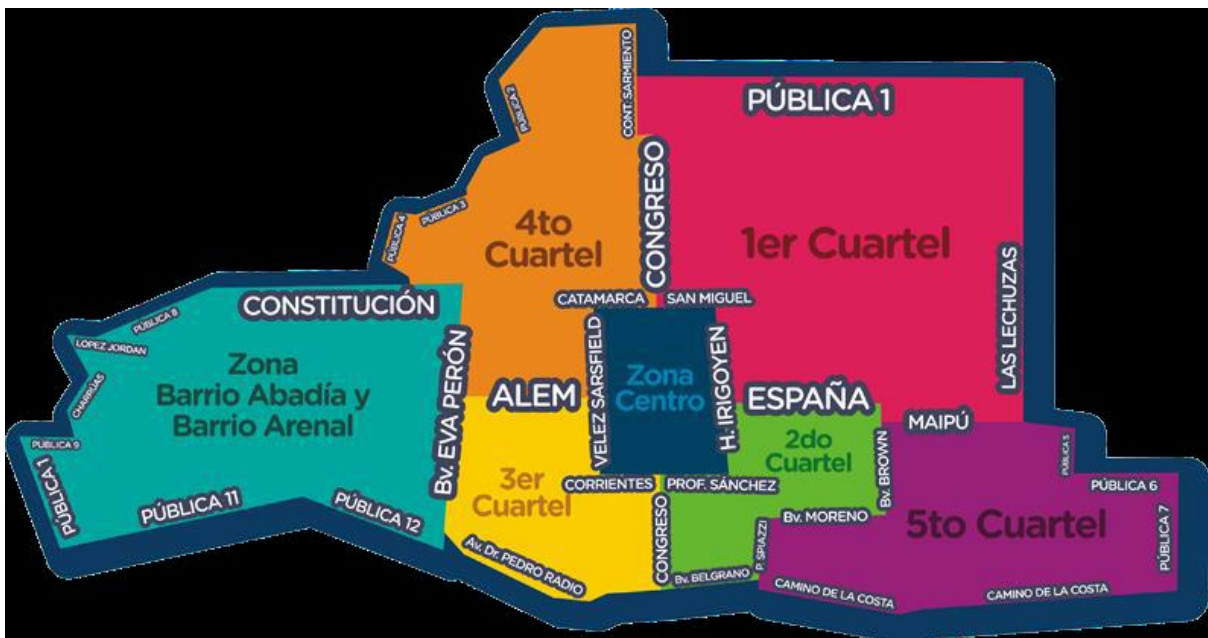 PÚBLICA 2
CONT. SARMIENTO
PÚBLICA 1
CONGRESO
PÚBLICA 3
PÚBLICA 4
4to
Cuartel
1er Cuartel
LAS LECHUZAS
CONSTITUCIÓN
CATAMARCA
SAN MIGUEL
PÚBLICA 8
LOPEZ JORDAN
CHARRUAS
Zona
Barrio Abadía y
Barrio Arenal
Bv. EVA PERÓN
ALEM
VELEZ SARSFIELD
Zona
Centro
H. IRIGOYEN
ESPAÑA
MAIPÚ
PÚBLICA 9
PÚBLICA 1
PÚBLICA 11
PÚBLICA 12
3er
Cuartel
CORRIENTES
PROF. SÁNCHEZ
2do
Cuartel
Bv. BROWN
PÚBLICA 5
PÚBLICA 6
PÚBLICA 7
Bv. MORENO
5to Cuartel
Av. Dr. PEDRO RADIO
CONGRESO
Bv. BELGRANO
P. SPIAZZI
CAMINO DE LA COSTA
CAMINO DE LA COSTA